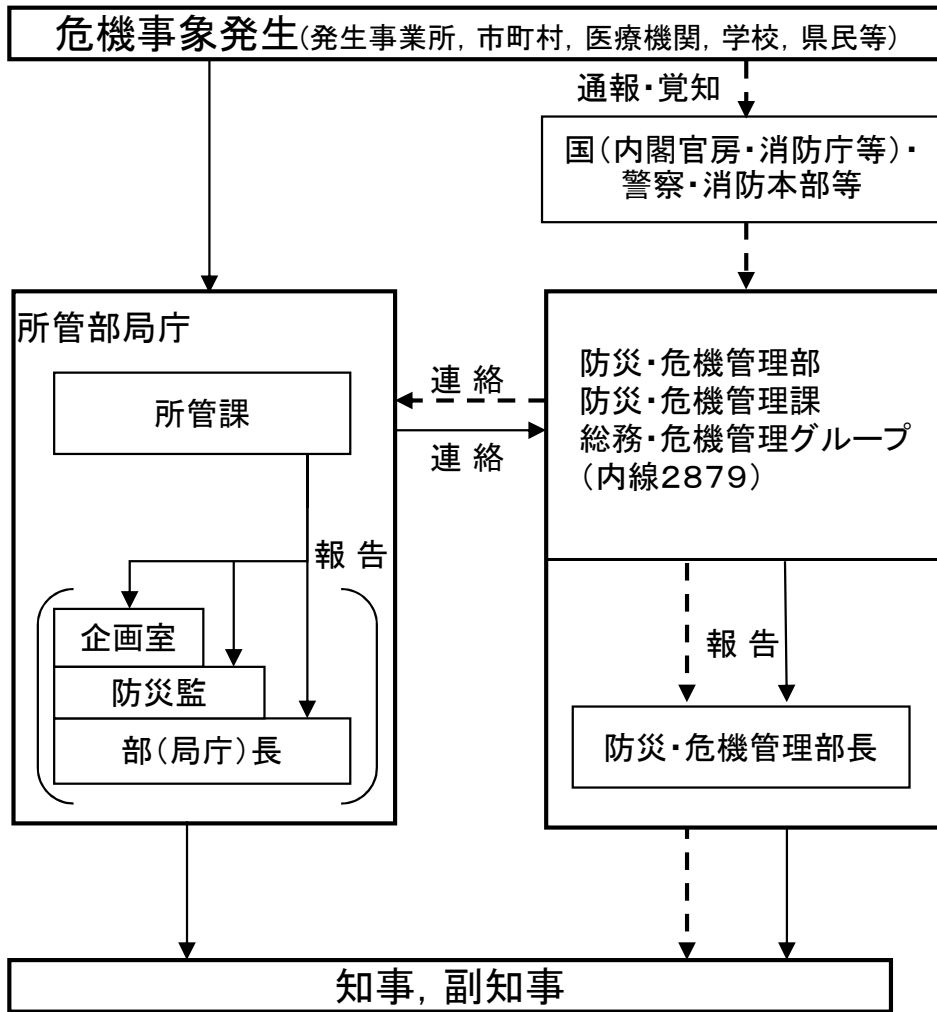 危機事象発生(発生事業所，市町村，医療機関，学校，県民等)
通報・覚知
国（内閣官房・消防庁等）・
警察・消防本部等
所管部局庁
所管課
報 告
企画室
防災監
部（局庁）長
連 絡
連 絡
防災・危機管理部
防災・危機管理課
総務・危機管理グループ
（内線２８７９）
報 告
防災・危機管理部長
知事，副知事